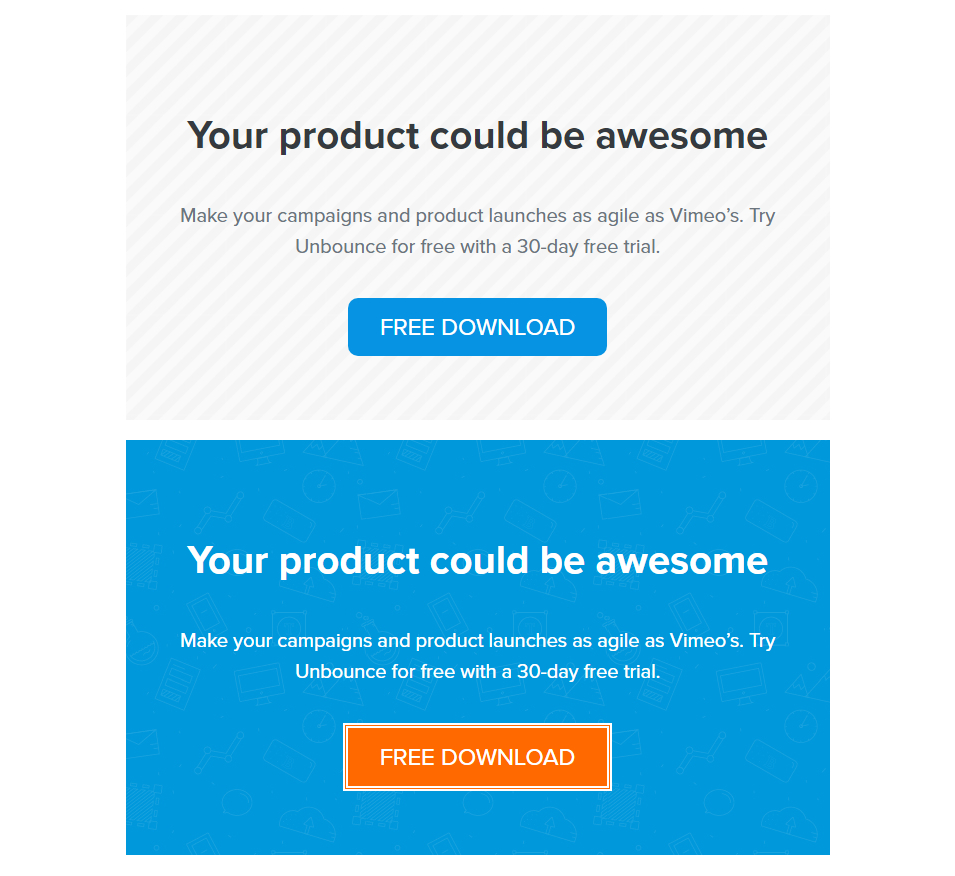 Your product could be awesome
Make your campaigns and product launches as agile as Vimeo’s. Try
Unbounce for free with a 30-day free trial.
FREE DOWNLOAD
Your product could be awesome
Make your campaigns and product launches as agile as Vimeo’s. Try
Unbounce for free with a 30-day free trial.
FREE DOWNLOAD